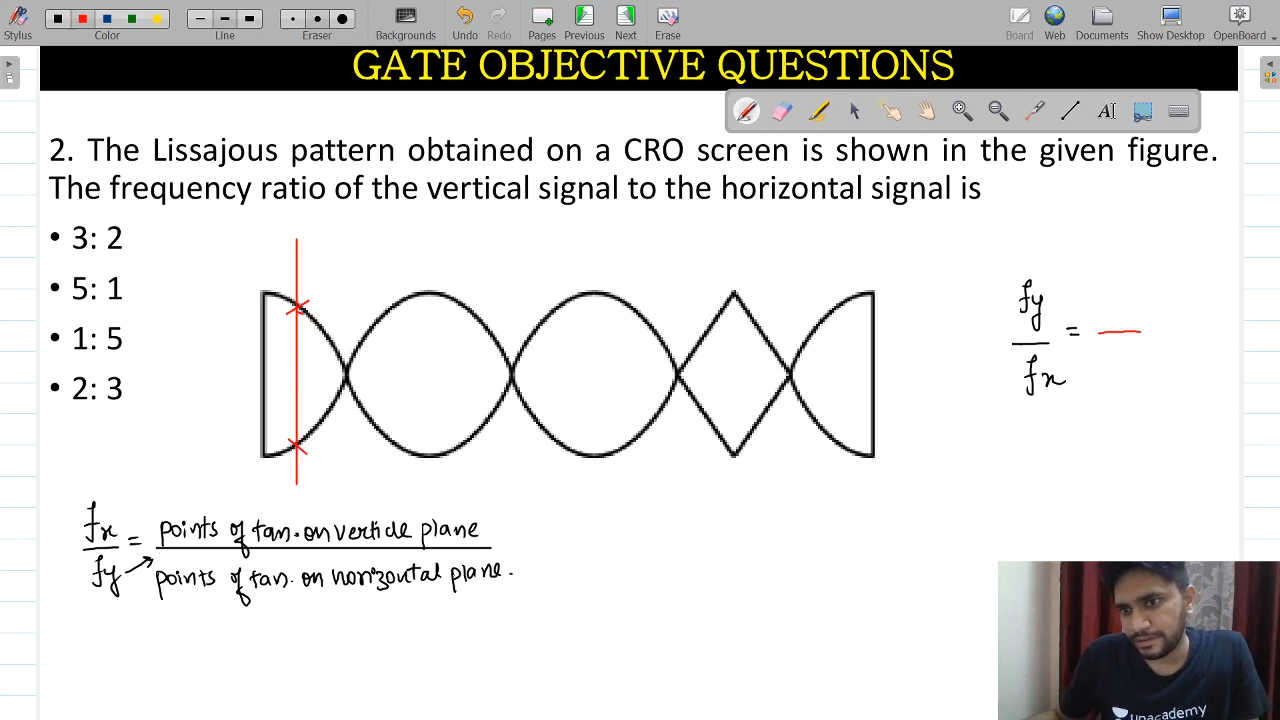 Stylus
Color
Line
Eraser
Backgrounds
Undo
Redo
Pages
Previous
Next
Erase
Board
Web
Documents
Show Desktop
OpenBoard
GATE OBJECTIVE QUESTIONS
2. The Lissajous pattern obtained on a CRO screen is shown in the given figure.
The frequency ratio of the vertical signal to the horizontal signal is
• 3: 2
• 5: 1
• 1: 5
• 2: 3
fy
=
fx
fx = points of tan. on verticle plane
fy points of tan. on horizontal plane.
unacademy